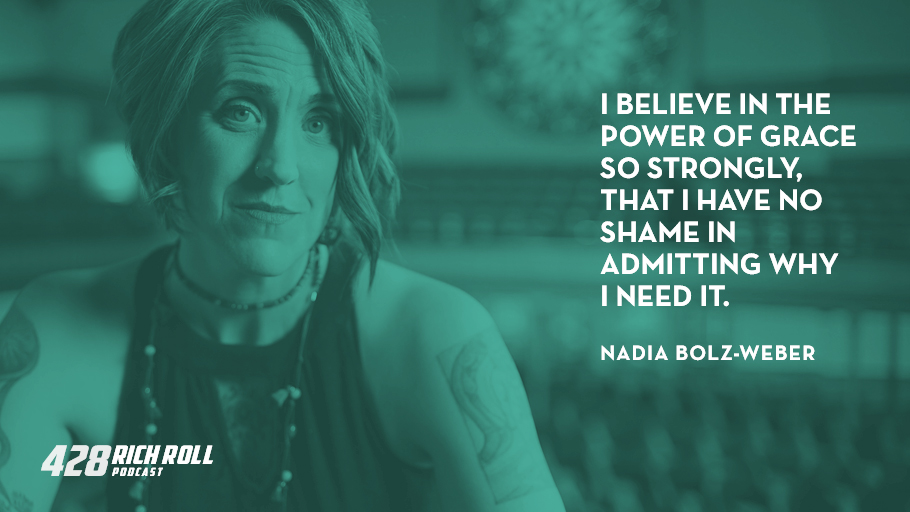 I BELIEVE IN THE
POWER OF GRACE
SO STRONGLY,
THAT I HAVE NO
SHAME IN
ADMITTING WHY
I NEED IT.
NADIA BOLZ-WEBER
428 RICH ROLL
PODCAST